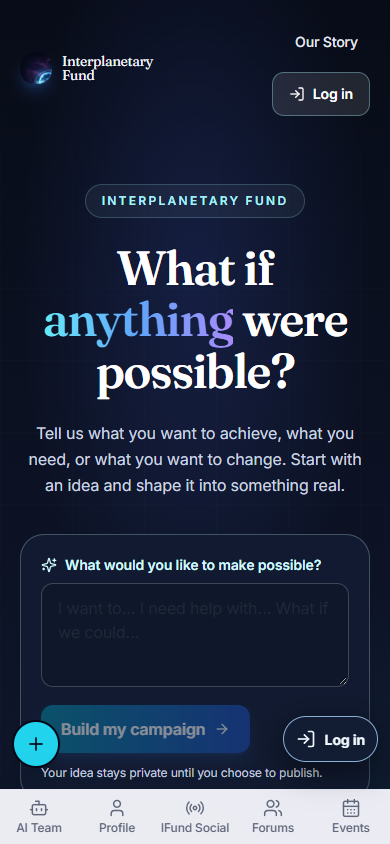 Our Story
Interplanetary
Fund
Log in
INTERPLANETARY FUND
What if
anything were
possible?
Tell us what you want to achieve, what you
need, or what you want to change. Start with
an idea and shape it into something real.
What would you like to make possible?
I want to... I need help with... What if
we could...
Build my campaign
Log in
Your idea stays private until you choose to publish.
AI Team
Profile
IFund Social
Forums
Events